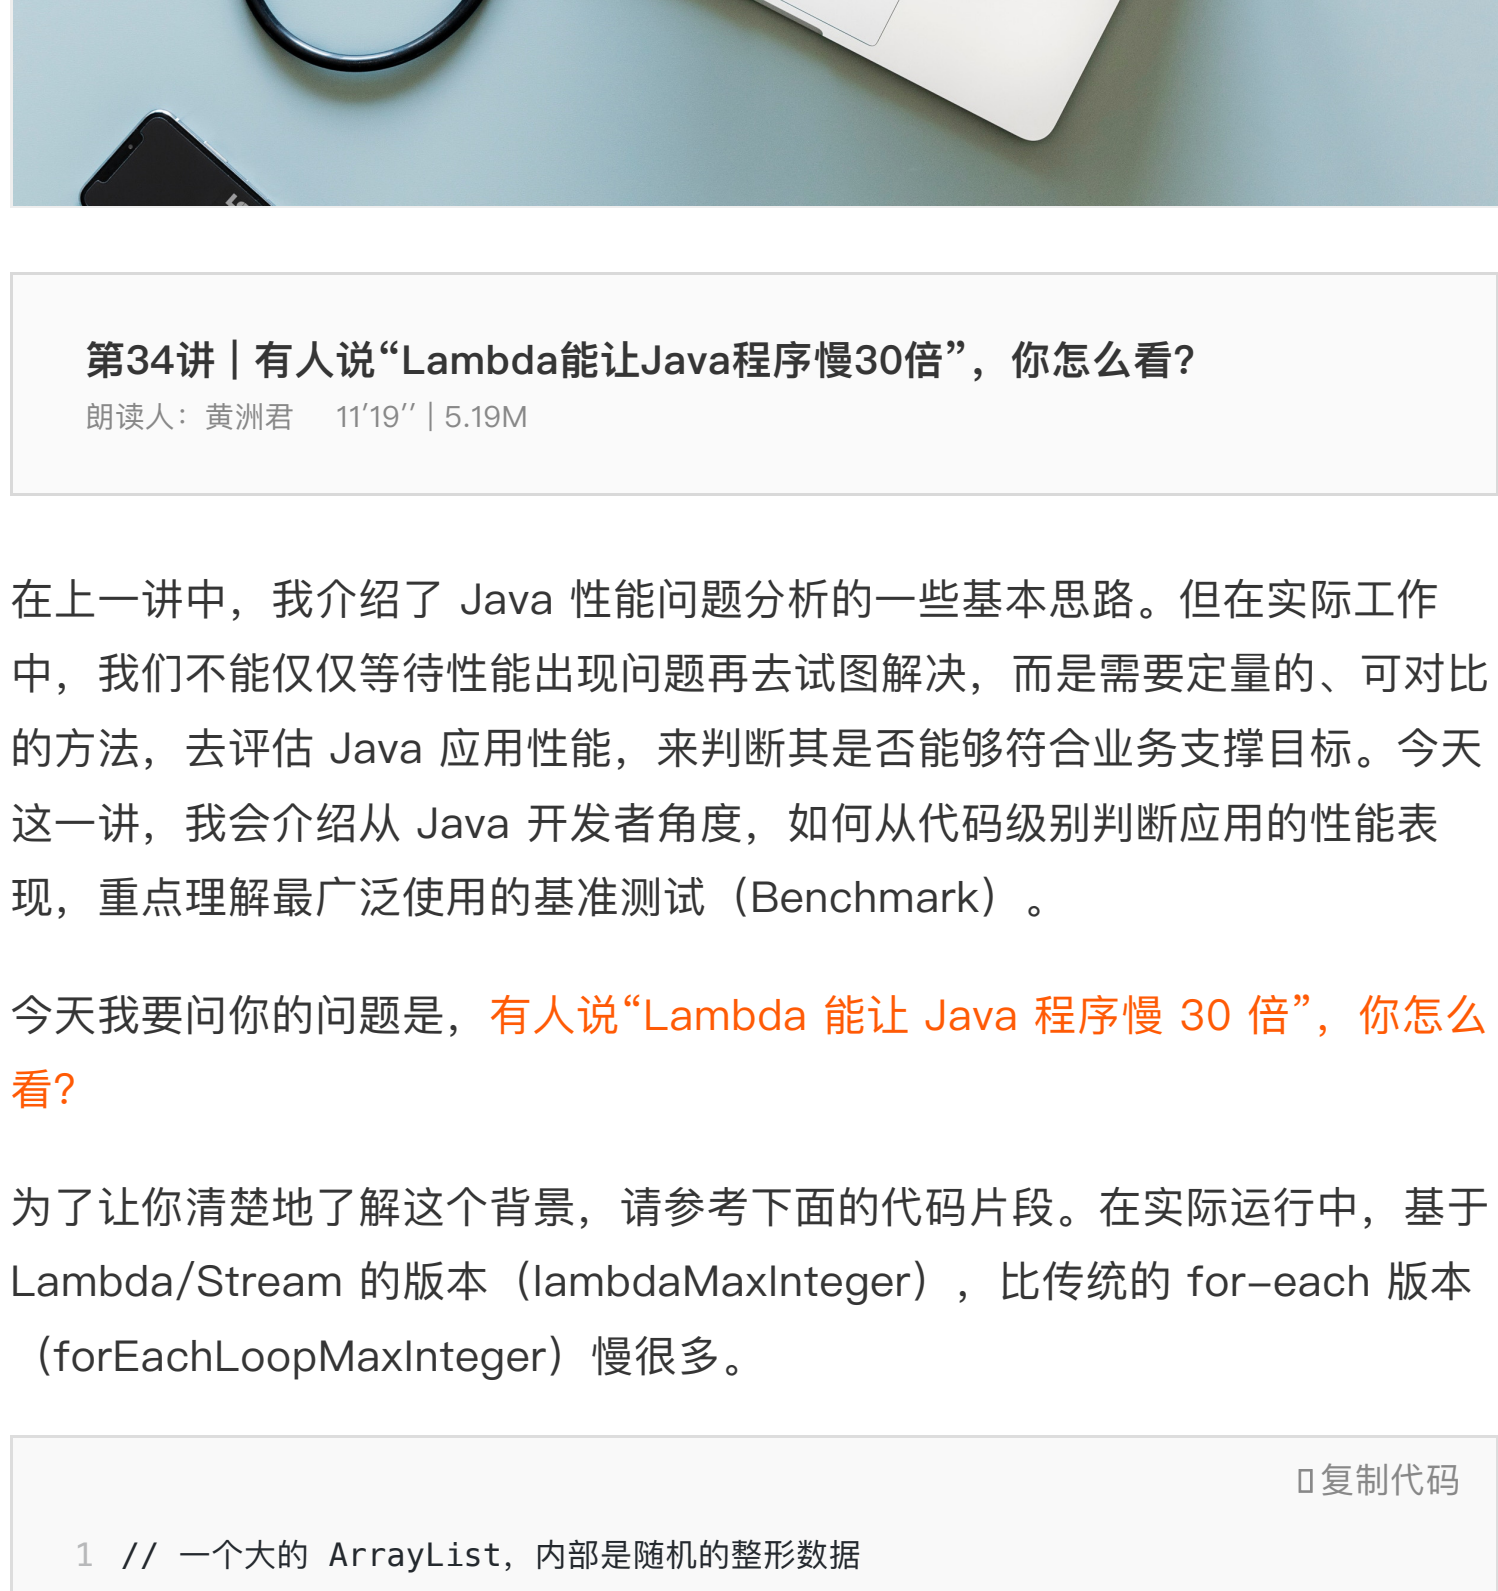 第34讲 | 有人说“Lambda能让Java程序慢30倍”，你怎么看？
朗读人：黄洲君 11′19′′ | 5.19M
在上一讲中，我介绍了 Java 性能问题分析的一些基本思路。但在实际工作
中，我们不能仅仅等待性能出现问题再去试图解决，而是需要定量的、可对比
的方法，去评估 Java 应用性能，来判断其是否能够符合业务支撑目标。今天
这一讲，我会介绍从 Java 开发者角度，如何从代码级别判断应用的性能表
现，重点理解最广泛使用的基准测试（Benchmark）。
今天我要问你的问题是，有人说“Lambda 能让 Java 程序慢 30 倍”，你怎么
看？
为了让你清楚地了解这个背景，请参考下面的代码片段。在实际运行中，基于
Lambda/Stream 的版本（lambdaMaxInteger），比传统的 for-each 版本
（forEachLoopMaxInteger）慢很多。
复制代码
1 // 一个大的 ArrayList，内部是随机的整形数据